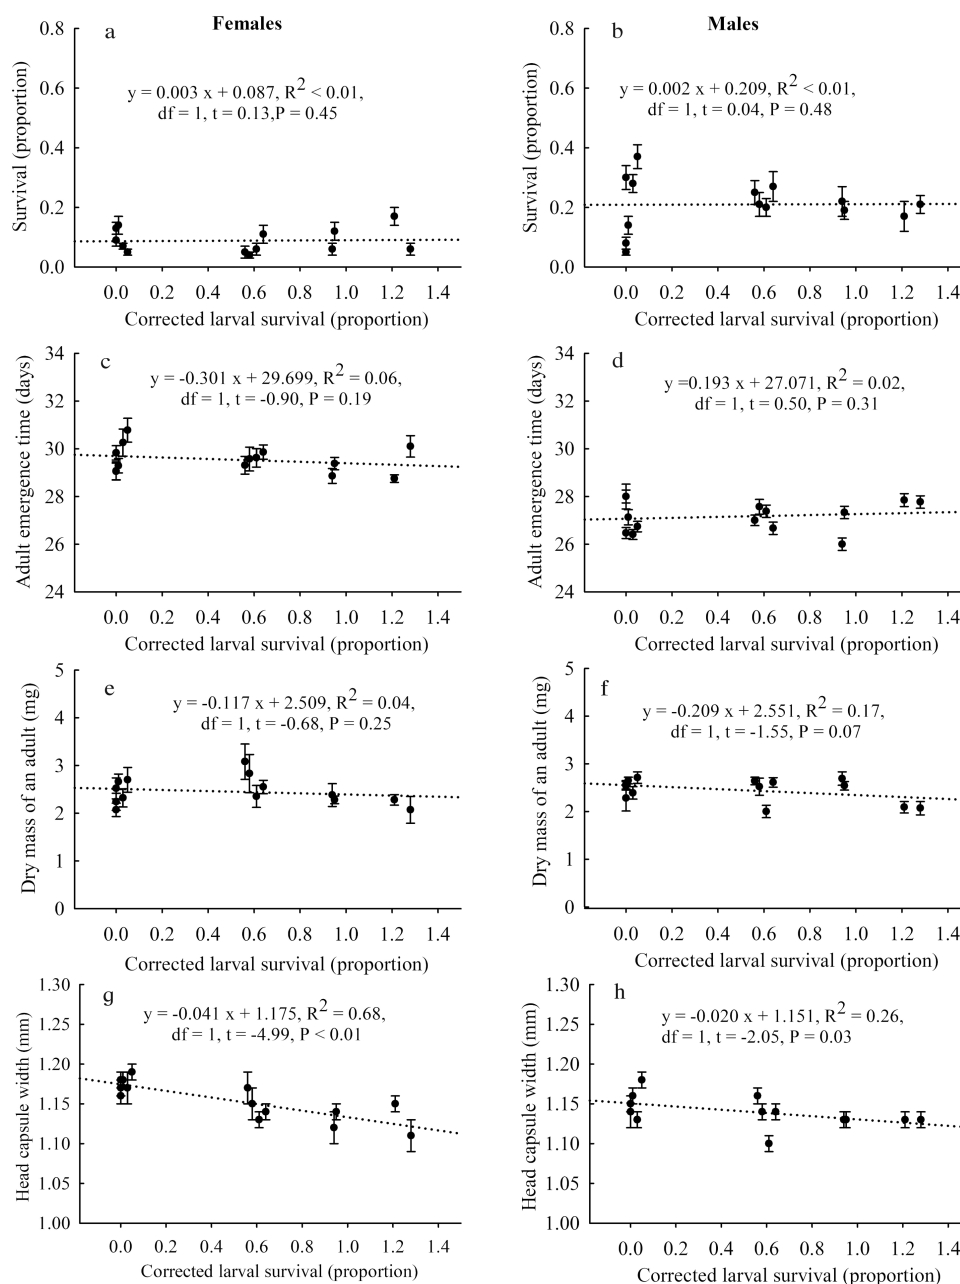 Females
a
0.8
0.6
0.4
0.2
0.0
Survival (proportion)
y = 0.003 x + 0.087, R2 < 0.01,
df = 1, t = 0.13,P = 0.45
0.0 0.2 0.4 0.6 0.8 1.0 1.2 1.4
Corrected larval survival (proportion)
Males
b
0.8
0.6
0.4
0.2
0.0
Survival (proportion)
y = 0.002 x + 0.209, R2 < 0.01,
df = 1, t = 0.04, P = 0.48
0.0 0.2 0.4 0.6 0.8 1.0 1.2 1.4
Corrected larval survival (proportion)
c
34
32
30
28
26
24
Adult emergence time (days)
y = -0.301 x + 29.699, R2 = 0.06,
df = 1, t = -0.90, P = 0.19
0.0 0.2 0.4 0.6 0.8 1.0 1.2 1.4
Corrected larval survival (proportion)
d
34
32
30
28
26
24
Adult emergence time (days)
y =0.193 x + 27.071, R2 = 0.02,
df = 1, t = 0.50, P = 0.31
0.0 0.2 0.4 0.6 0.8 1.0 1.2 1.4
Corrected larval survival (proportion)
e
5
4
3
2
1
0
Dry mass of an adult (mg)
y = -0.117 x + 2.509, R2 = 0.04,
df = 1, t = -0.68, P = 0.25
0.0 0.2 0.4 0.6 0.8 1.0 1.2 1.4
Corrected larval survival (proportion)
f
5
4
3
2
1
0
Dry mass of an adult (mg)
y = -0.209 x + 2.551, R2 = 0.17,
df = 1, t = -1.55, P = 0.07
0.0 0.2 0.4 0.6 0.8 1.0 1.2 1.4
Corrected larval survival (proportion)
g
1.30
1.25
1.20
1.15
1.10
1.05
1.00
Head capsule width (mm)
y = -0.041 x + 1.175, R2 = 0.68,
df = 1, t = -4.99, P < 0.01
0.0 0.2 0.4 0.6 0.8 1.0 1.2 1.4
Corrected larval survival (proportion)
h
1.30
1.25
1.20
1.15
1.10
1.05
1.00
Head capsule width (mm)
y = -0.020 x + 1.151, R2 = 0.26,
df = 1, t = -2.05, P = 0.03
0.0 0.2 0.4 0.6 0.8 1.0 1.2 1.4
Corrected larval survival (proportion)